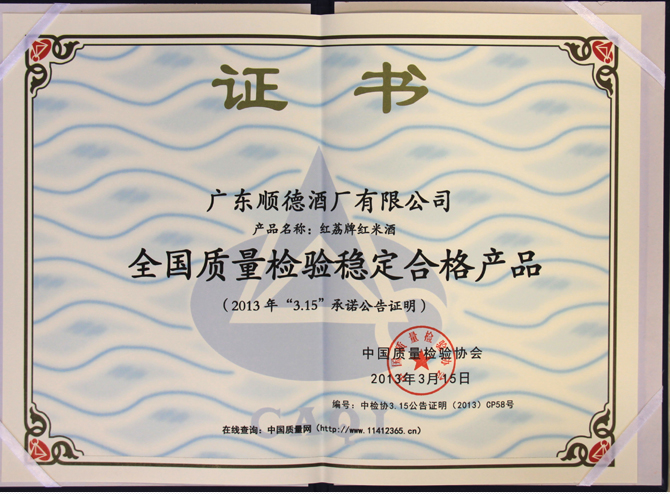 证 书
广东顺德酒厂有限公司
产品名称：红荔牌红米酒
全国质量检验稳定合格产品
（2013 年 “3.15” 承诺公告证明）
中国质量检验协会
2013年3月15日
编号：中检协3.15公告证明（2013）CP58号
CAQI
在线查询：中国质量网（http://www.11412365.cn）